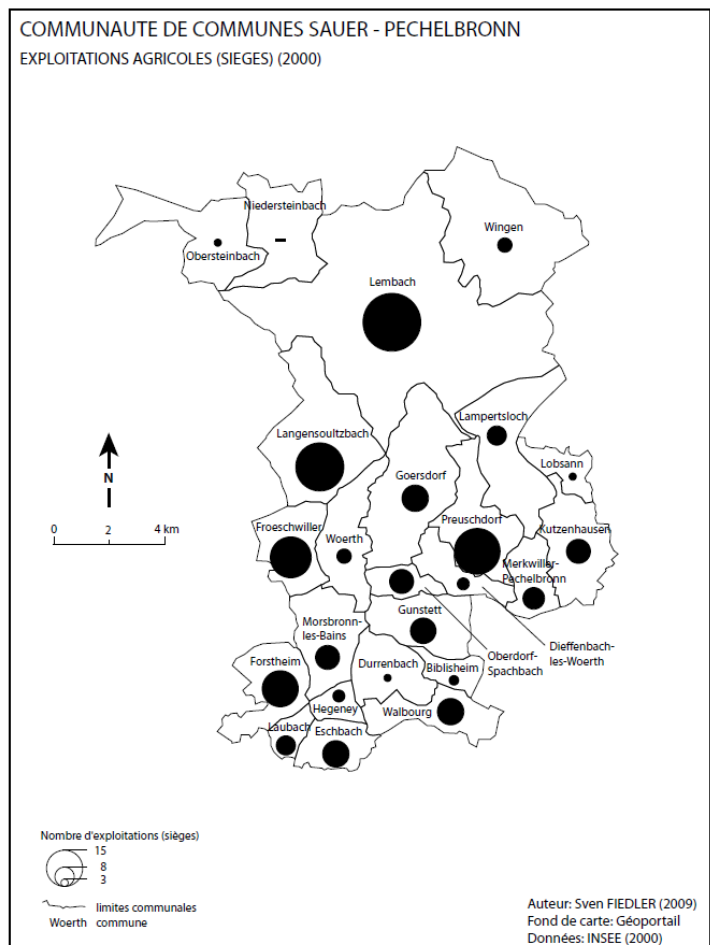 COMMUNAUTE DE COMMUNES SAUER - PECHELBRONN
EXPLOITATIONS AGRICOLES (SIEGES) (2000)
Niedersteinbach
Obersteinbach
Wingen
Lembach
Lampertsloch
Langensoultzbach
Goersdorf
Lobsann
N
0 2 4 km
Froeschwiller
Woerth
Preuschdorf
Kutzenhausen
Merkwiller-
Pechelbronn
Gunstett
Morsbronn-
les-Bains
Oberdorf-
Spachbach
Dieffenbach-
les-Woerth
Forstheim
Durrenbach
Biblisheim
Hegeney
Walbourg
Laubach
Eschbach
Nombre d'exploitations (sièges)
15
8
3
limites communales
Woerth commune
Auteur: Sven FIEDLER (2009)
Fond de carte: Géoportail
Données: INSEE (2000)